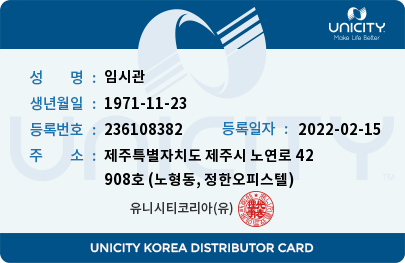 UNICITY
Make Life Better
성 명 : 임시관
생년월일 : 1971-11-23
등록번호 : 236108382 등록일자 : 2022-02-15
주 소 : 제주특별자치도 제주시 노연로 42
908호 (노형동, 정한오피스텔)
유니시티코리아(유)
UNICITY
UNICITY KOREA DISTRIBUTOR CARD